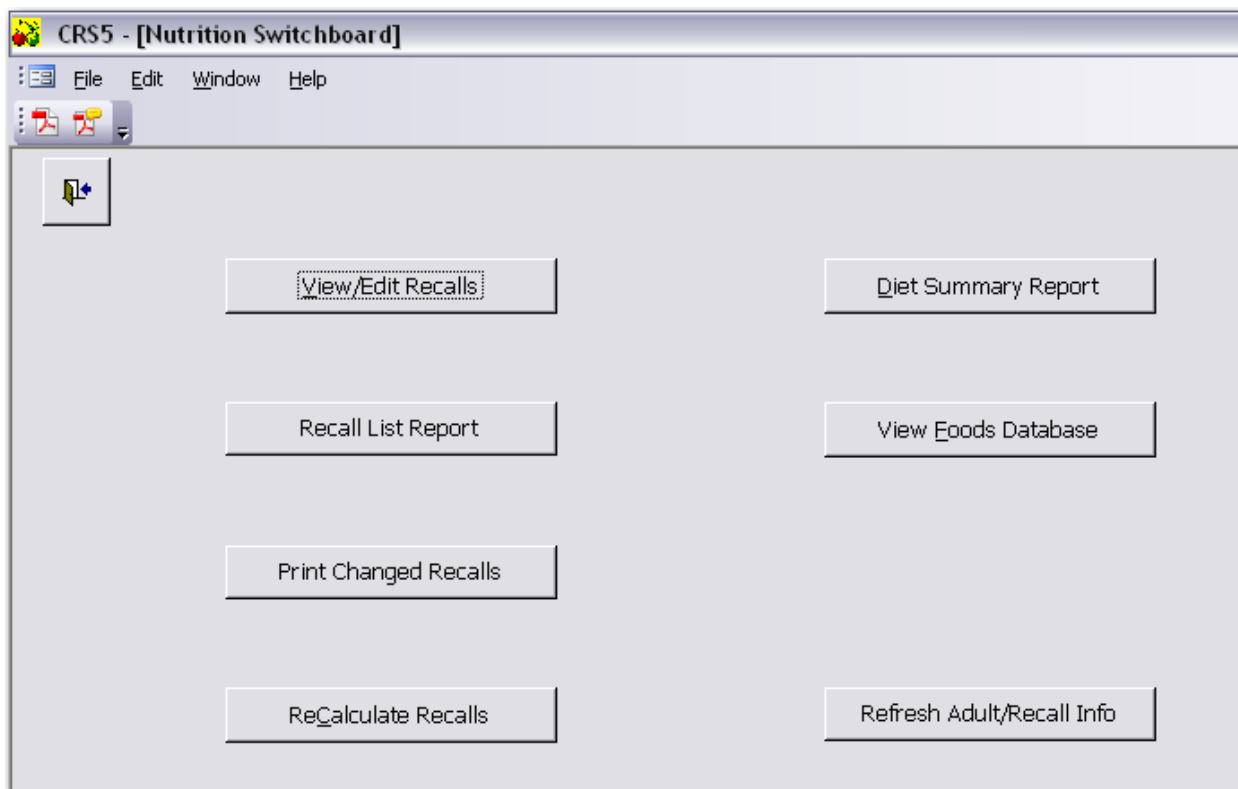 CRS5 - [Nutrition Switchboard]
File Edit Window Help
View/Edit Recalls
Diet Summary Report
Recall List Report
View Foods Database
Print Changed Recalls
ReCalculate Recalls
Refresh Adult/Recall Info